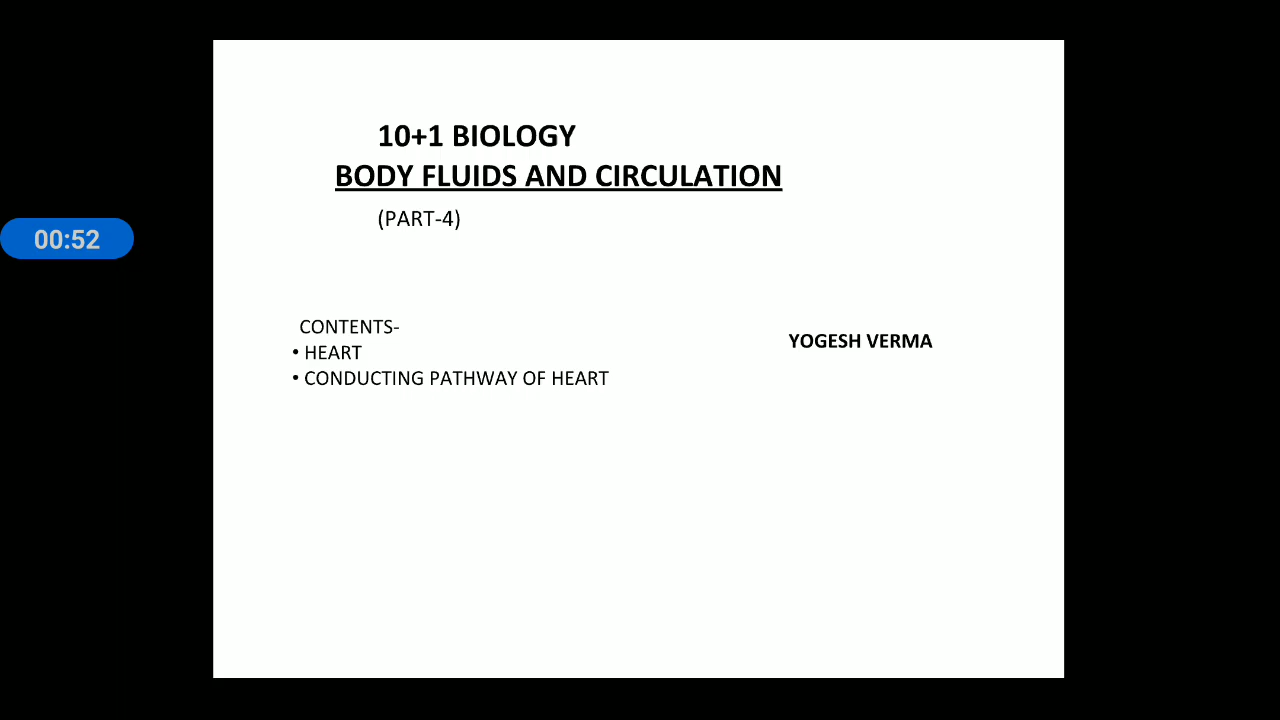 10+1 BIOLOGY
BODY FLUIDS AND CIRCULATION
(PART-4)
00:52
CONTENTS-
• HEART
• CONDUCTING PATHWAY OF HEART
YOGESH VERMA